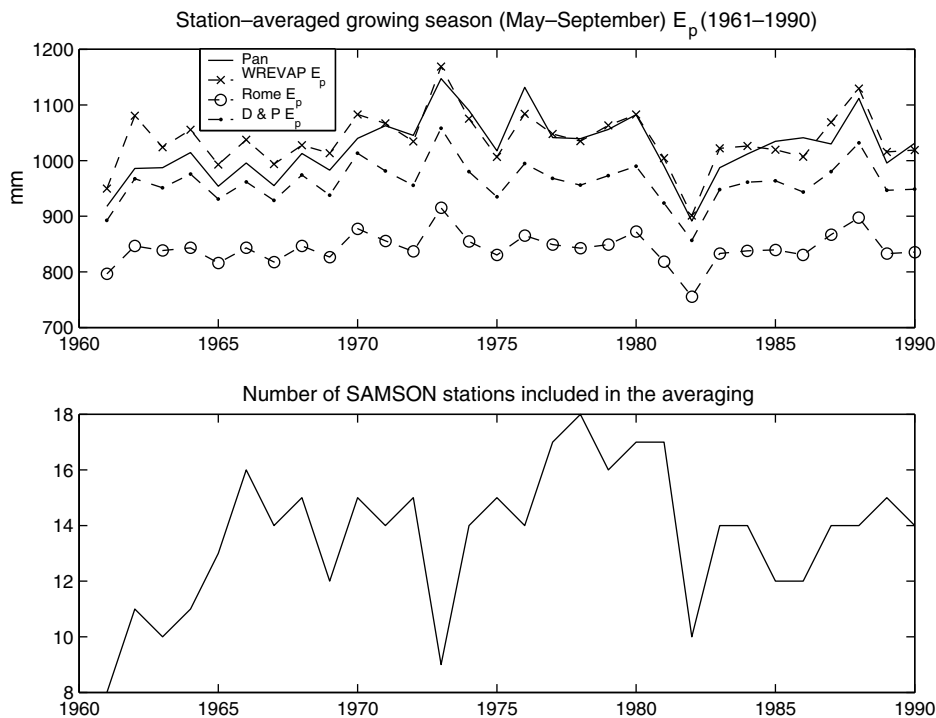 Station–averaged growing season (May–September) Ep (1961–1990)
1200
1100
1000
900
800
700
mm
Pan
WREVAP Ep
Rome Ep
D & P Ep
1960 1965 1970 1975 1980 1985 1990
Number of SAMSON stations included in the averaging
18
16
14
12
10
8
1960 1965 1970 1975 1980 1985 1990